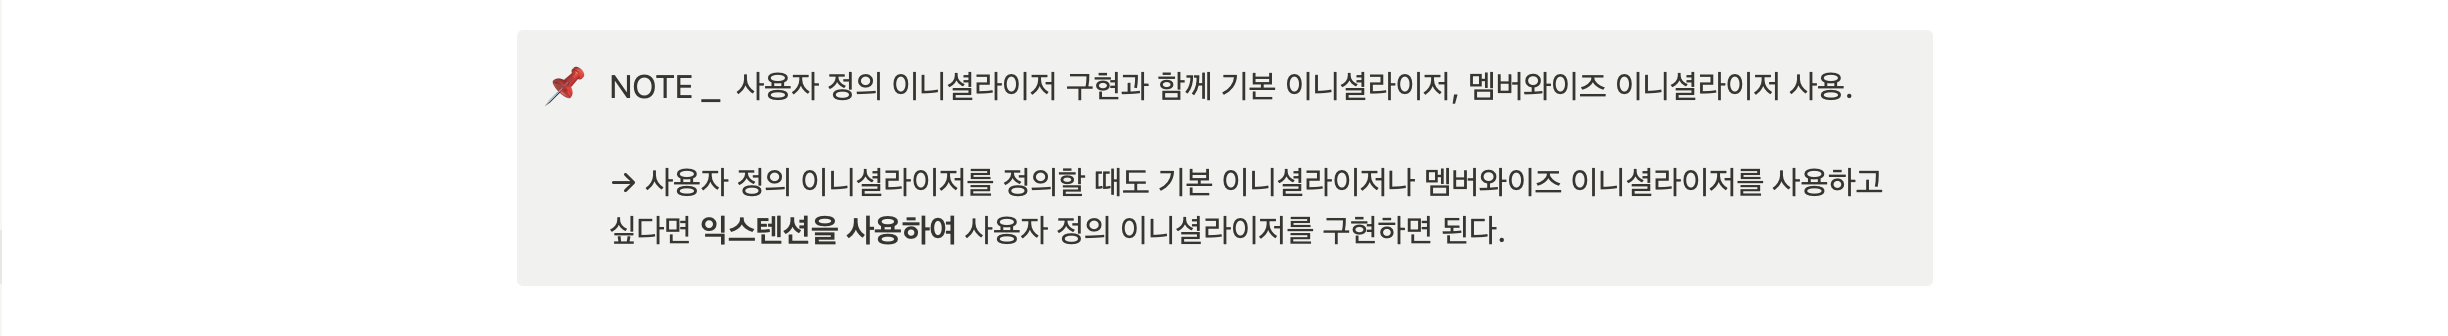 NOTE _ 사용자 정의 이니셜라이저 구현과 함께 기본 이니셜라이저, 멤버와이즈 이니셜라이저 사용.
→ 사용자 정의 이니셜라이저를 정의할 때도 기본 이니셜라이저나 멤버와이즈 이니셜라이저를 사용하고
싶다면 익스텐션을 사용하여 사용자 정의 이니셜라이저를 구현하면 된다.